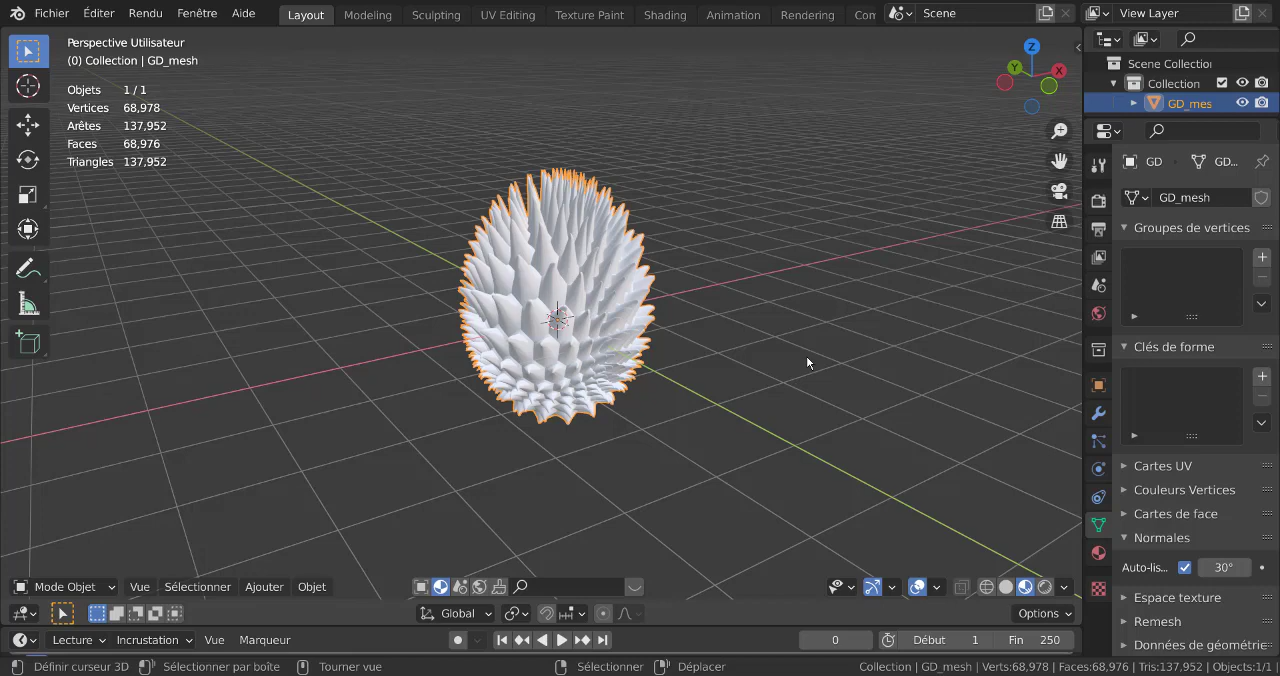 Fichier Éditer Rendu Fenêtre Aide Layout Modeling Sculpting UV Editing Texture Paint Shading Animation Rendering Com Scene View Layer
Perspective Utilisateur
(0) Collection | GD_mesh
Objets 1 / 1
Vertices 68,978
Arêtes 137,952
Faces 68,976
Triangles 137,952
Z
Y
X
Scene Collection
Collection
GD_mes
GD GD...
GD_mesh
Groupes de vertices
Clés de forme
Cartes UV
Couleurs Vertices
Cartes de face
Normales
Auto-lis... 30°
Espace texture
Remesh
Données de géométrie
Mode Objet Vue Sélectionner Ajouter Objet
Global Options
Lecture Incrustation Vue Marqueur 0 Début 1 Fin 250
Définir curseur 3D Sélectionner par boîte Tourner vue Sélectionner Déplacer Collection | GD_mesh | Verts:68,978 | Faces:68,976 | Tris:137,952 | Objects:1/1 |